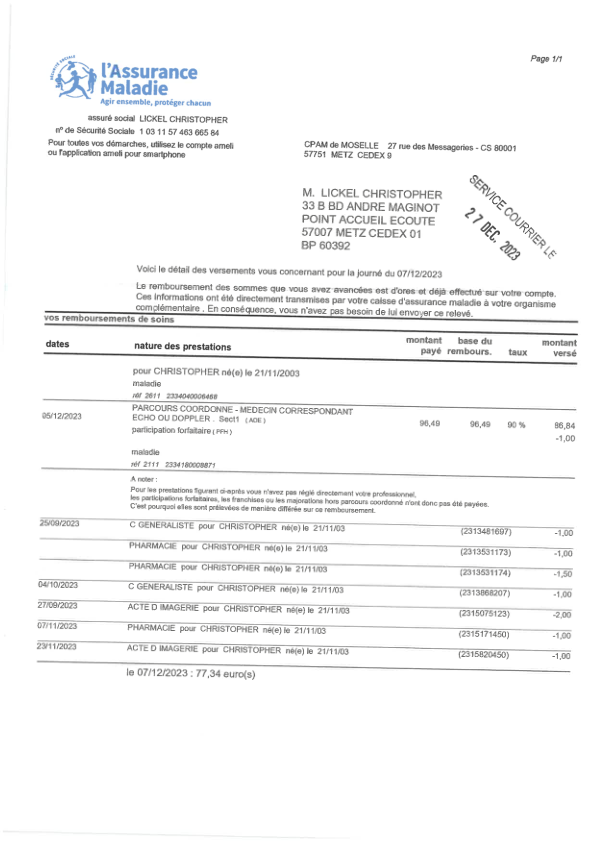 Page 1/1
SÉCURITÉ SOCIALE
l'Assurance
Maladie
Agir ensemble, protéger chacun
assuré social LICKEL CHRISTOPHER
n° de Sécurité Sociale 1 03 11 57 463 665 84
Pour toutes vos démarches, utilisez le compte ameli
ou l'application ameli pour smartphone
CPAM de MOSELLE 27 rue des Messageries - CS 80001
57751 METZ CEDEX 9
M. LICKEL CHRISTOPHER
33 B BD ANDRE MAGINOT
POINT ACCUEIL ECOUTE
57007 METZ CEDEX 01
BP 60392
SERVICE COURRIER LE
27 DEC. 2023
Voici le détail des versements vous concernant pour la journé du 07/12/2023
Le remboursement des sommes que vous avez avancées est d'ores et déjà effectué sur votre compte.
Ces informations ont été directement transmises par votre caisse d'assurance maladie à votre organisme
complémentaire . En conséquence, vous n'avez pas besoin de lui envoyer ce relevé.
vos remboursements de soins
dates nature des prestations montant payé base du rembours. taux montant versé
pour CHRISTOPHER né(e) le 21/11/2003
maladie
réf 2611 2334040006468
05/12/2023 PARCOURS COORDONNE - MEDECIN CORRESPONDANT
ECHO OU DOPPLER . Sect1 ( ADE ) 96,49 96,49 90 % 86,84
participation forfaitaire ( PFH ) -1,00
maladie
réf 2111 2334180008871
A noter :
Pour les prestations figurant ci-après vous n'avez pas réglé directement votre professionnel,
les participations forfaitaires, les franchises ou les majorations hors parcours coordonné n'ont donc pas été payées.
C'est pourquoi elles sont prélevées de manière différée sur ce remboursement.
25/09/2023 C GENERALISTE pour CHRISTOPHER né(e) le 21/11/03 (2313481697) -1,00
PHARMACIE pour CHRISTOPHER né(e) le 21/11/03 (2313531173) -1,00
PHARMACIE pour CHRISTOPHER né(e) le 21/11/03 (2313531174) -1,50
04/10/2023 C GENERALISTE pour CHRISTOPHER né(e) le 21/11/03 (2313868207) -1,00
27/09/2023 ACTE D IMAGERIE pour CHRISTOPHER né(e) le 21/11/03 (2315075123) -2,00
07/11/2023 PHARMACIE pour CHRISTOPHER né(e) le 21/11/03 (2315171450) -1,00
23/11/2023 ACTE D IMAGERIE pour CHRISTOPHER né(e) le 21/11/03 (2315820450) -1,00
le 07/12/2023 : 77,34 euro(s)